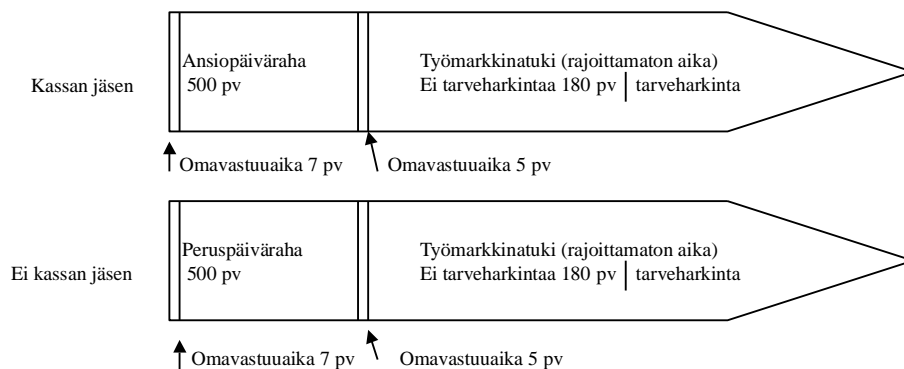 Kassan jäsen
Ansiopäiväraha
500 pv
Työmarkkinatuki (rajoittamaton aika)
Ei tarveharkintaa 180 pv | tarveharkinta
Omavastuuaika 7 pv
Omavastuuaika 5 pv
Ei kassan jäsen
Peruspäiväraha
500 pv
Työmarkkinatuki (rajoittamaton aika)
Ei tarveharkintaa 180 pv | tarveharkinta
Omavastuuaika 7 pv
Omavastuuaika 5 pv